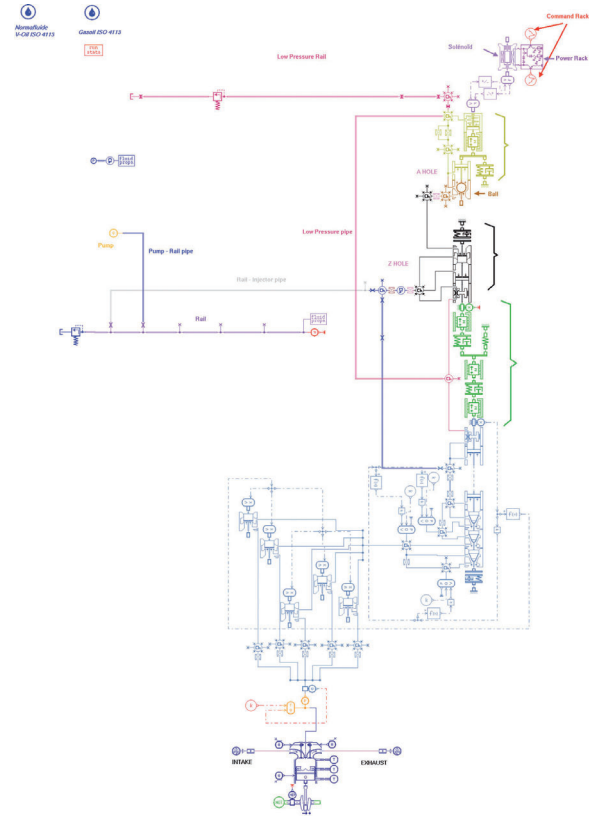 Normafluide
V-Oil ISO 4113
Gasoil ISO 4113
Command Rack
Solénoid
Power Rack
Low Pressure Rail
A HOLE
Ball
Low Pressure pipe
Pump
Pump - Rail pipe
Z HOLE
Rail - Injector pipe
Rail
INTAKE
EXHAUST